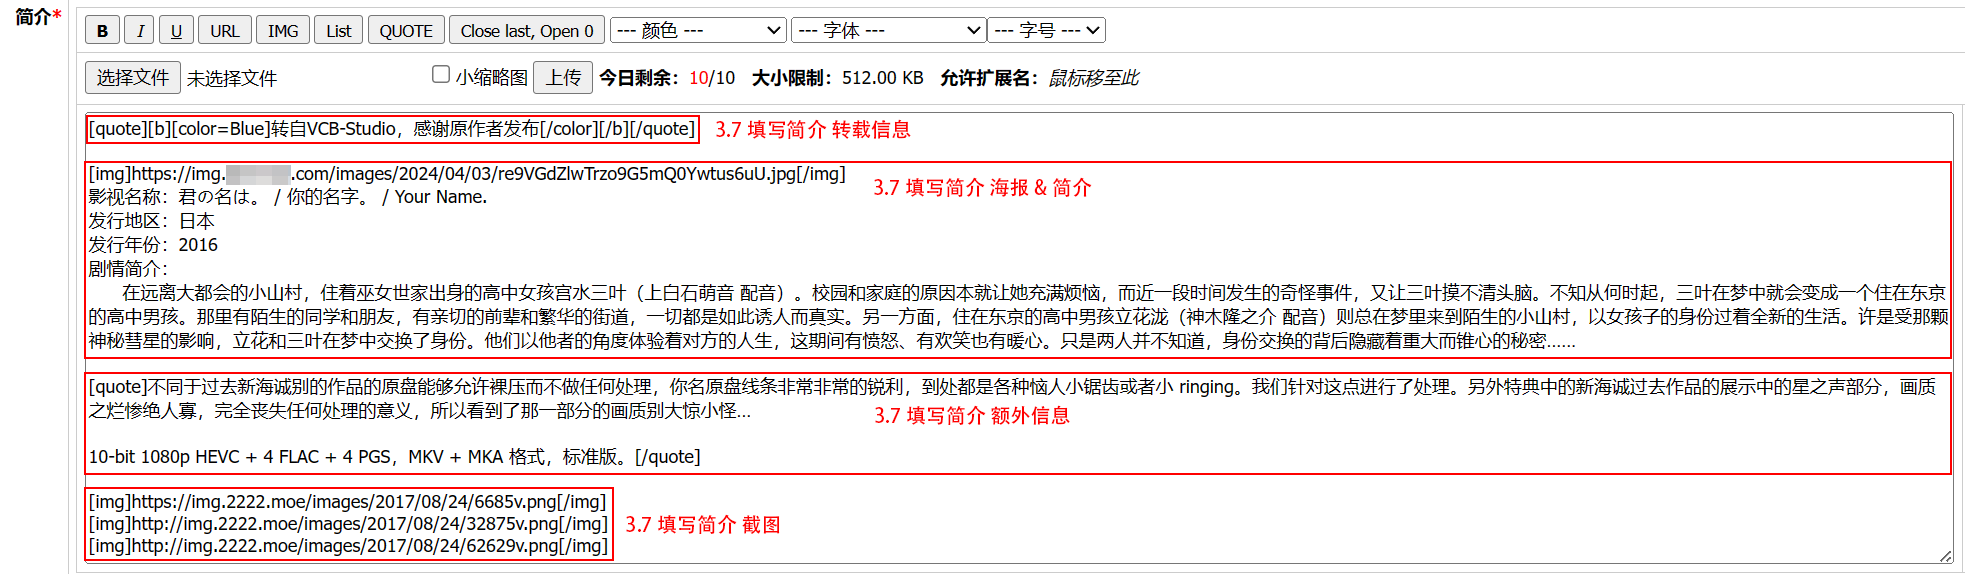 简介*
B I U URL IMG List QUOTE Close last, Open 0 --- 颜色 --- --- 字体 --- --- 字号 ---
选择文件 未选择文件 小缩略图 上传 今日剩余：10/10 大小限制：512.00 KB 允许扩展名：鼠标移至此
[quote][b][color=Blue]转自VCB-Studio，感谢原作者发布[/color][/b][/quote] 3.7 填写简介 转载信息
[img]https://img. .com/images/2024/04/03/re9VGdZlwTrzo9G5mQ0Ywtus6uU.jpg[/img]
3.7 填写简介 海报 & 简介
影视名称：君の名は。 / 你的名字。 / Your Name.
发行地区：日本
发行年份：2016
剧情简介：
在远离大都会的小山村，住着巫女世家出身的高中女孩宫水三叶（上白石萌音 配音）。校园和家庭的原因本就让她充满烦恼，而近一段时间发生的奇怪事件，又让三叶摸不清头脑。不知从何时起，三叶在梦中就会变成一个住在东京
的高中男孩。那里有陌生的同学和朋友，有亲切的前辈和繁华的街道，一切都是如此诱人而真实。另一方面，住在东京的高中男孩立花泷（神木隆之介 配音）则总在梦里来到陌生的小山村，以女孩子的身份过着全新的生活。许是受那颗
神秘彗星的影响，立花和三叶在梦中交换了身份。他们以他者的角度体验着对方的人生，这期间有愤怒、有欢笑也有暖心。只是两人并不知道，身份交换的背后隐藏着重大而锥心的秘密……
[quote]不同于过去新海诚别的作品的原盘能够允许裸压而不做任何处理，你名原盘线条非常非常的锐利，到处都是各种恼人小锯齿或者小 ringing。我们针对这点进行了处理。另外特典中的新海诚过去作品的展示中的星之声部分，画质
之烂惨绝人寰，完全丧失任何处理的意义，所以看到了那一部分的画质别大惊小怪...
3.7 填写简介 额外信息
10-bit 1080p HEVC + 4 FLAC + 4 PGS，MKV + MKA 格式，标准版。[/quote]
[img]https://img.2222.moe/images/2017/08/24/6685v.png[/img]
[img]http://img.2222.moe/images/2017/08/24/32875v.png[/img] 3.7 填写简介 截图
[img]http://img.2222.moe/images/2017/08/24/62629v.png[/img]